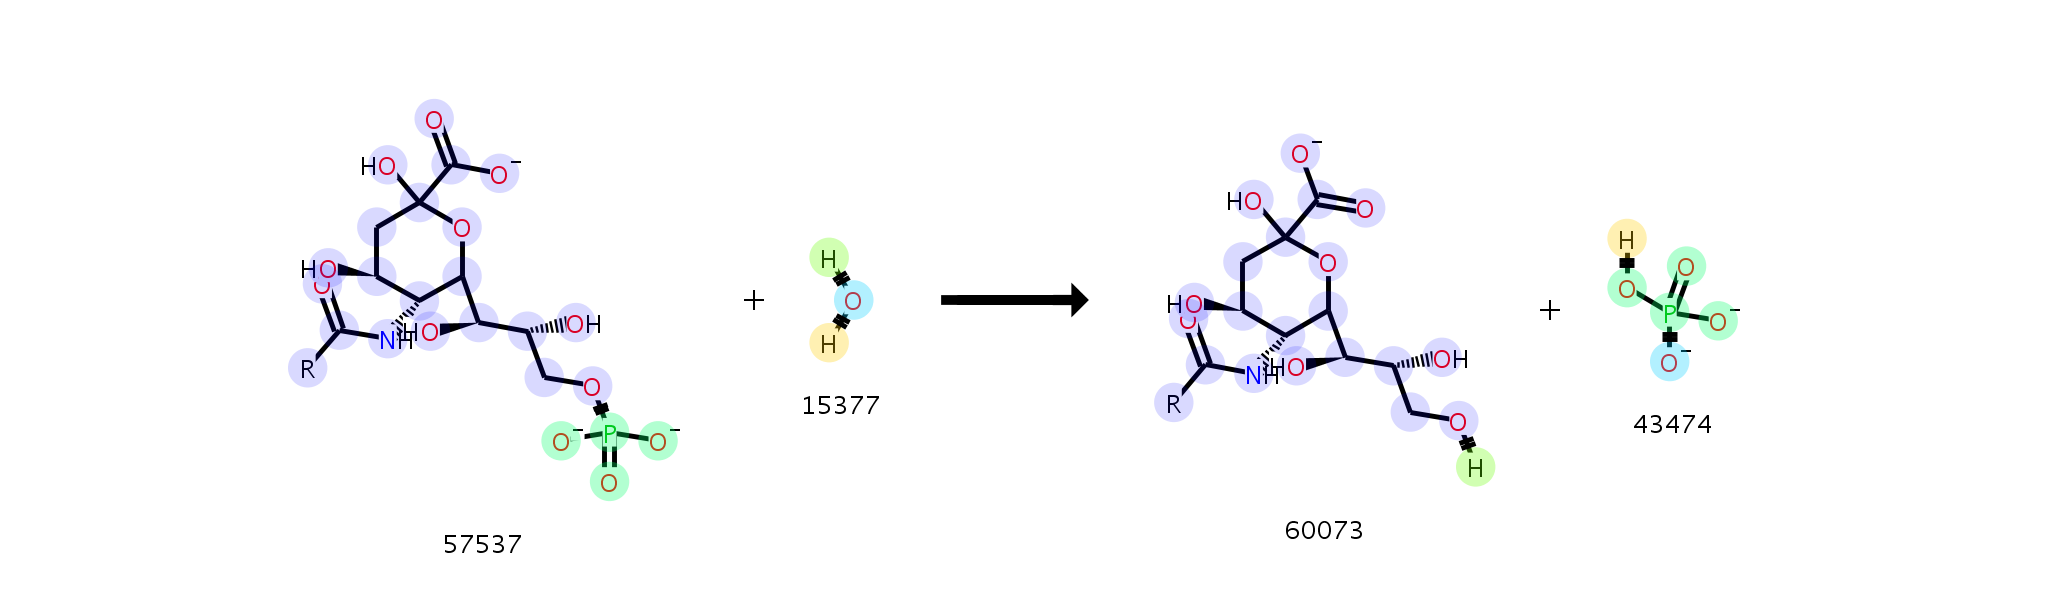 O
HO O⁻
O
HO
O
HO OH
NH
R
O
O⁻ P O⁻
O
57537
+
H
O
H
15377
O⁻
HO O
O
HO
O
HO OH
NH
R
O
H
60073
+
H
O O
P O⁻
O⁻
43474